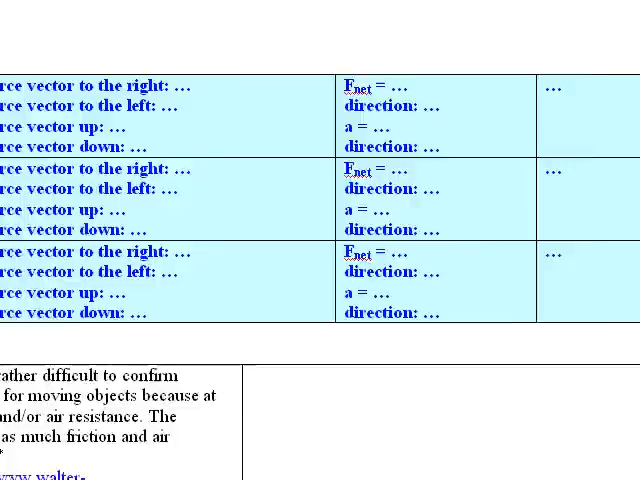 rce vector to the right: …
rce vector to the left: …
rce vector up: …
rce vector down: …
Fnet = …
direction: …
a = …
direction: …
…
rce vector to the right: …
rce vector to the left: …
rce vector up: …
rce vector down: …
Fnet = …
direction: …
a = …
direction: …
…
rce vector to the right: …
rce vector to the left: …
rce vector up: …
rce vector down: …
Fnet = …
direction: …
a = …
direction: …
…
rather difficult to confirm
for moving objects because at
and/or air resistance. The
as much friction and air
*
www.walter-